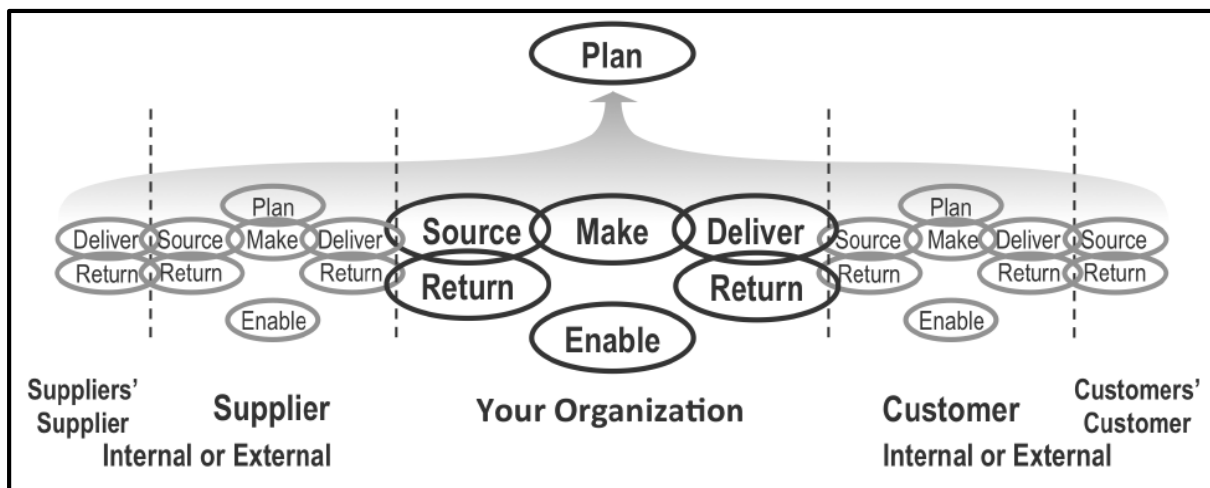 Plan
Plan
Plan
Deliver Source Make Deliver Source Make Deliver Source Make Deliver Source
Return Return Return Return Return Return Return Return
Enable Enable Enable
Suppliers' Supplier Your Organization Customer Customers'
Supplier Customer
Internal or External Internal or External